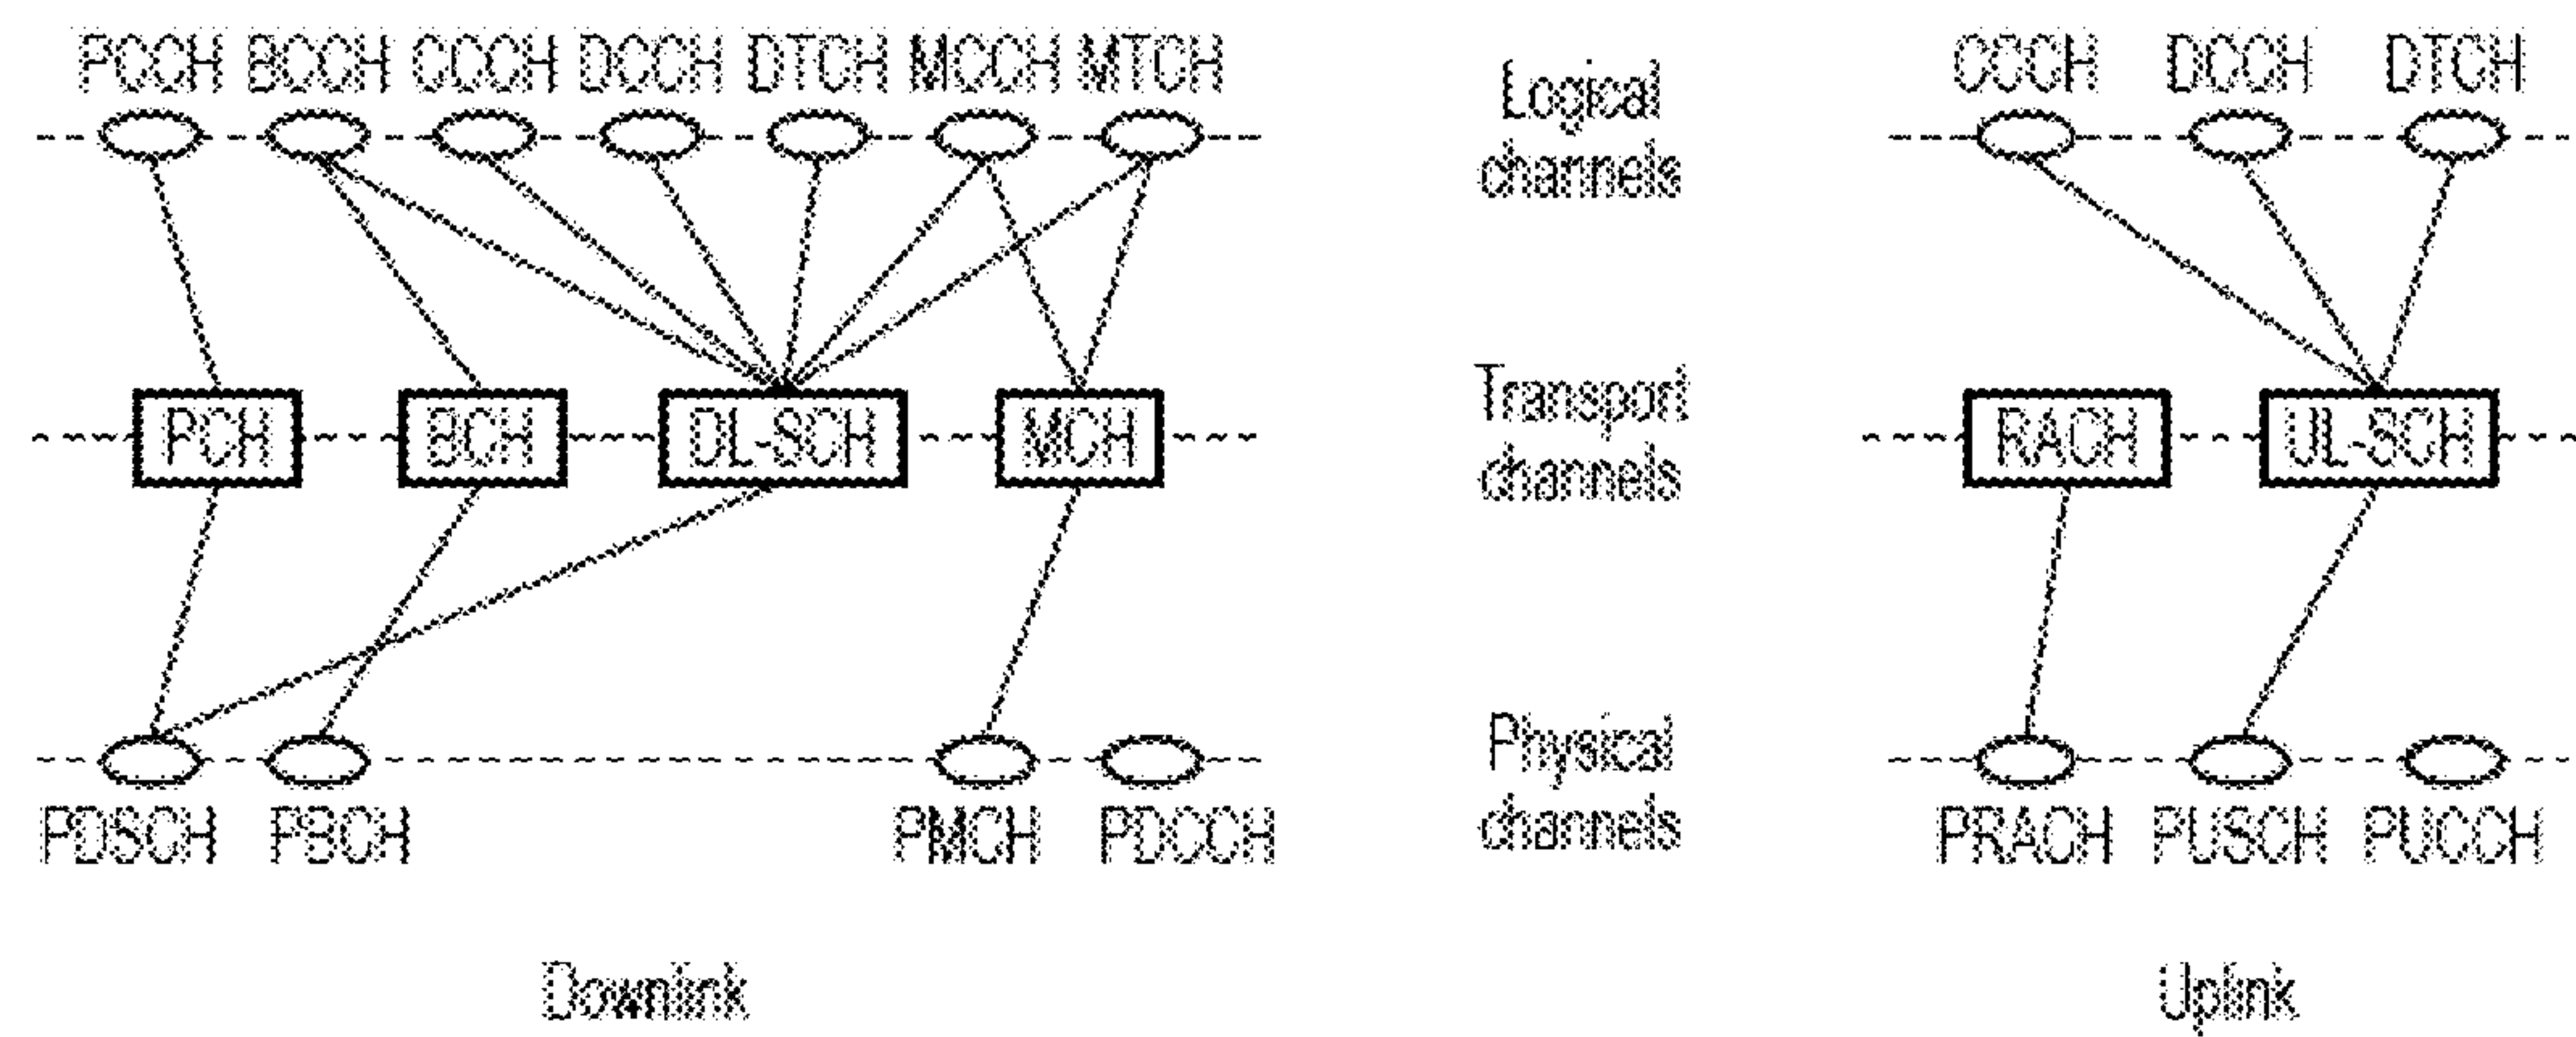 PCCH BCCH CCCH DCCH DTCH MCCH MTCH
Logical
channels
CCCH DCCH DTCH
PCH BCH DL-SCH MCH
Transport
channels
RACH UL-SCH
PDSCH PBCH PMCH PDCCH
Physical
channels
PRACH PUSCH PUCCH
Downlink
Uplink